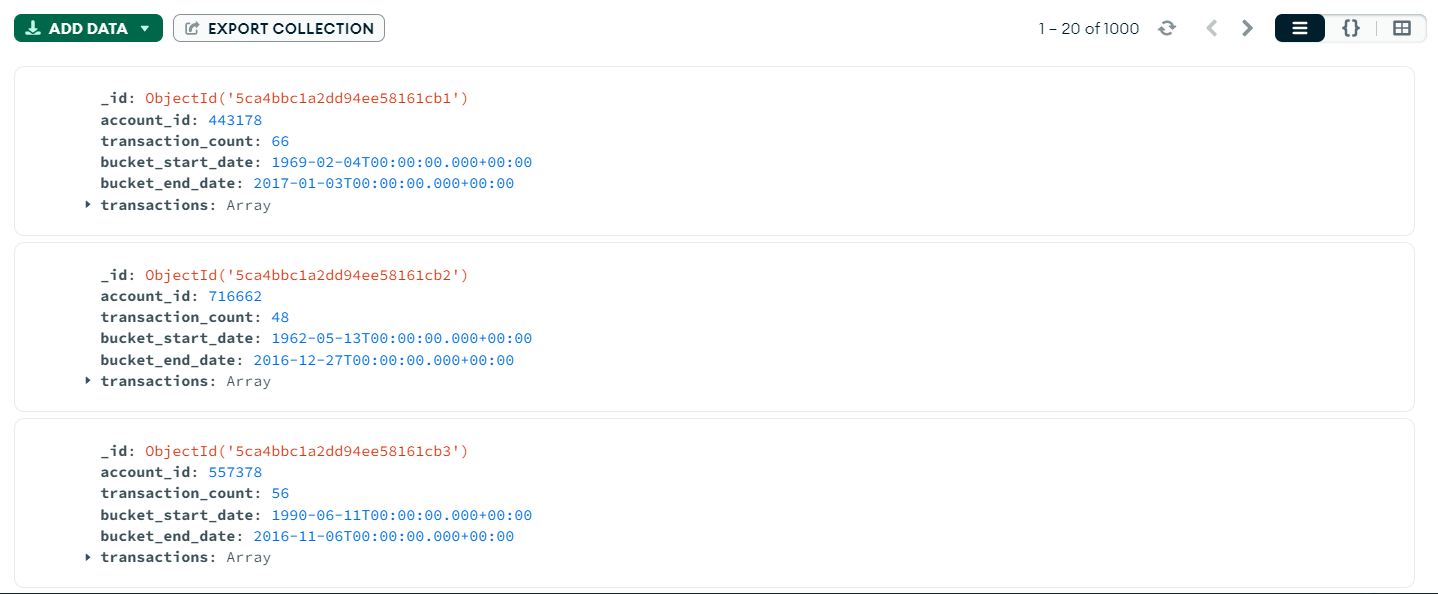 ADD DATA EXPORT COLLECTION 1 – 20 of 1000 {}
_id: ObjectId('5ca4bbc1a2dd94ee58161cb1')
account_id: 443178
transaction_count: 66
bucket_start_date: 1969-02-04T00:00:00.000+00:00
bucket_end_date: 2017-01-03T00:00:00.000+00:00
transactions: Array
_id: ObjectId('5ca4bbc1a2dd94ee58161cb2')
account_id: 716662
transaction_count: 48
bucket_start_date: 1962-05-13T00:00:00.000+00:00
bucket_end_date: 2016-12-27T00:00:00.000+00:00
transactions: Array
_id: ObjectId('5ca4bbc1a2dd94ee58161cb3')
account_id: 557378
transaction_count: 56
bucket_start_date: 1990-06-11T00:00:00.000+00:00
bucket_end_date: 2016-11-06T00:00:00.000+00:00
transactions: Array